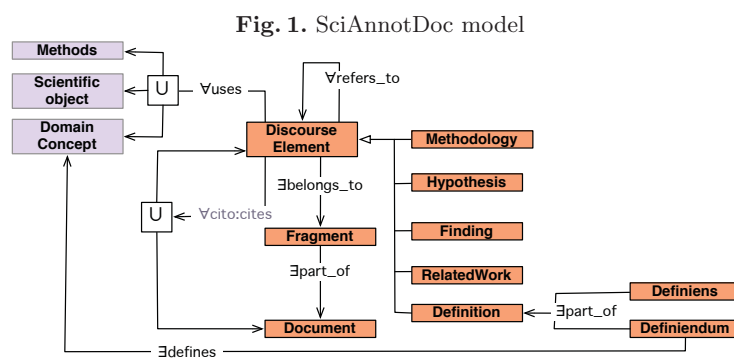 Fig. 1. SciAnnotDoc model
Methods
Scientific
object
Domain
Concept
∪
∀uses
∀refers_to
Discourse
Element
Methodology
∃belongs_to
Hypothesis
∪
∀cito:cites
Fragment
Finding
∃part_of
RelatedWork
Definiens
Document
Definition
∃part_of
Definiendum
∃defines